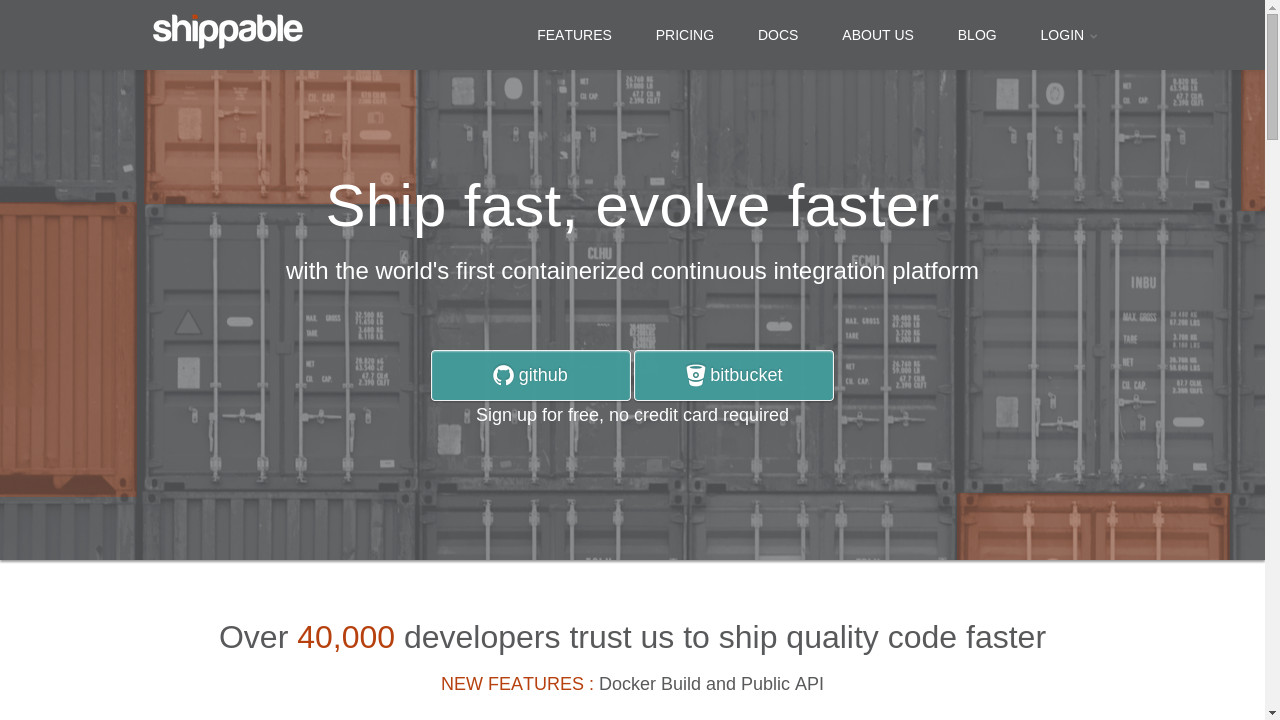 shippable
FEATURES
PRICING
DOCS
ABOUT US
BLOG
LOGIN
Ship fast, evolve faster
with the world's first containerized continuous integration platform
github
bitbucket
Sign up for free, no credit card required
Over 40,000 developers trust us to ship quality code faster
NEW FEATURES : Docker Build and Public API